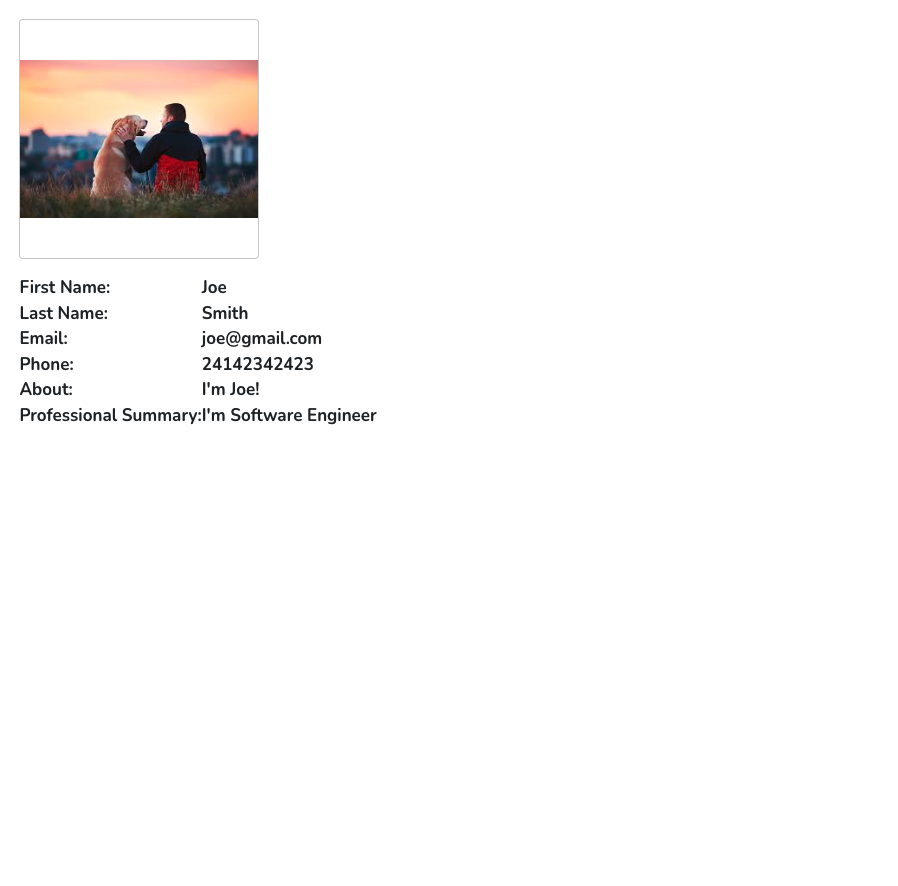 First Name: Joe
Last Name: Smith
Email: joe@gmail.com
Phone: 24142342423
About: I'm Joe!
Professional Summary:I'm Software Engineer